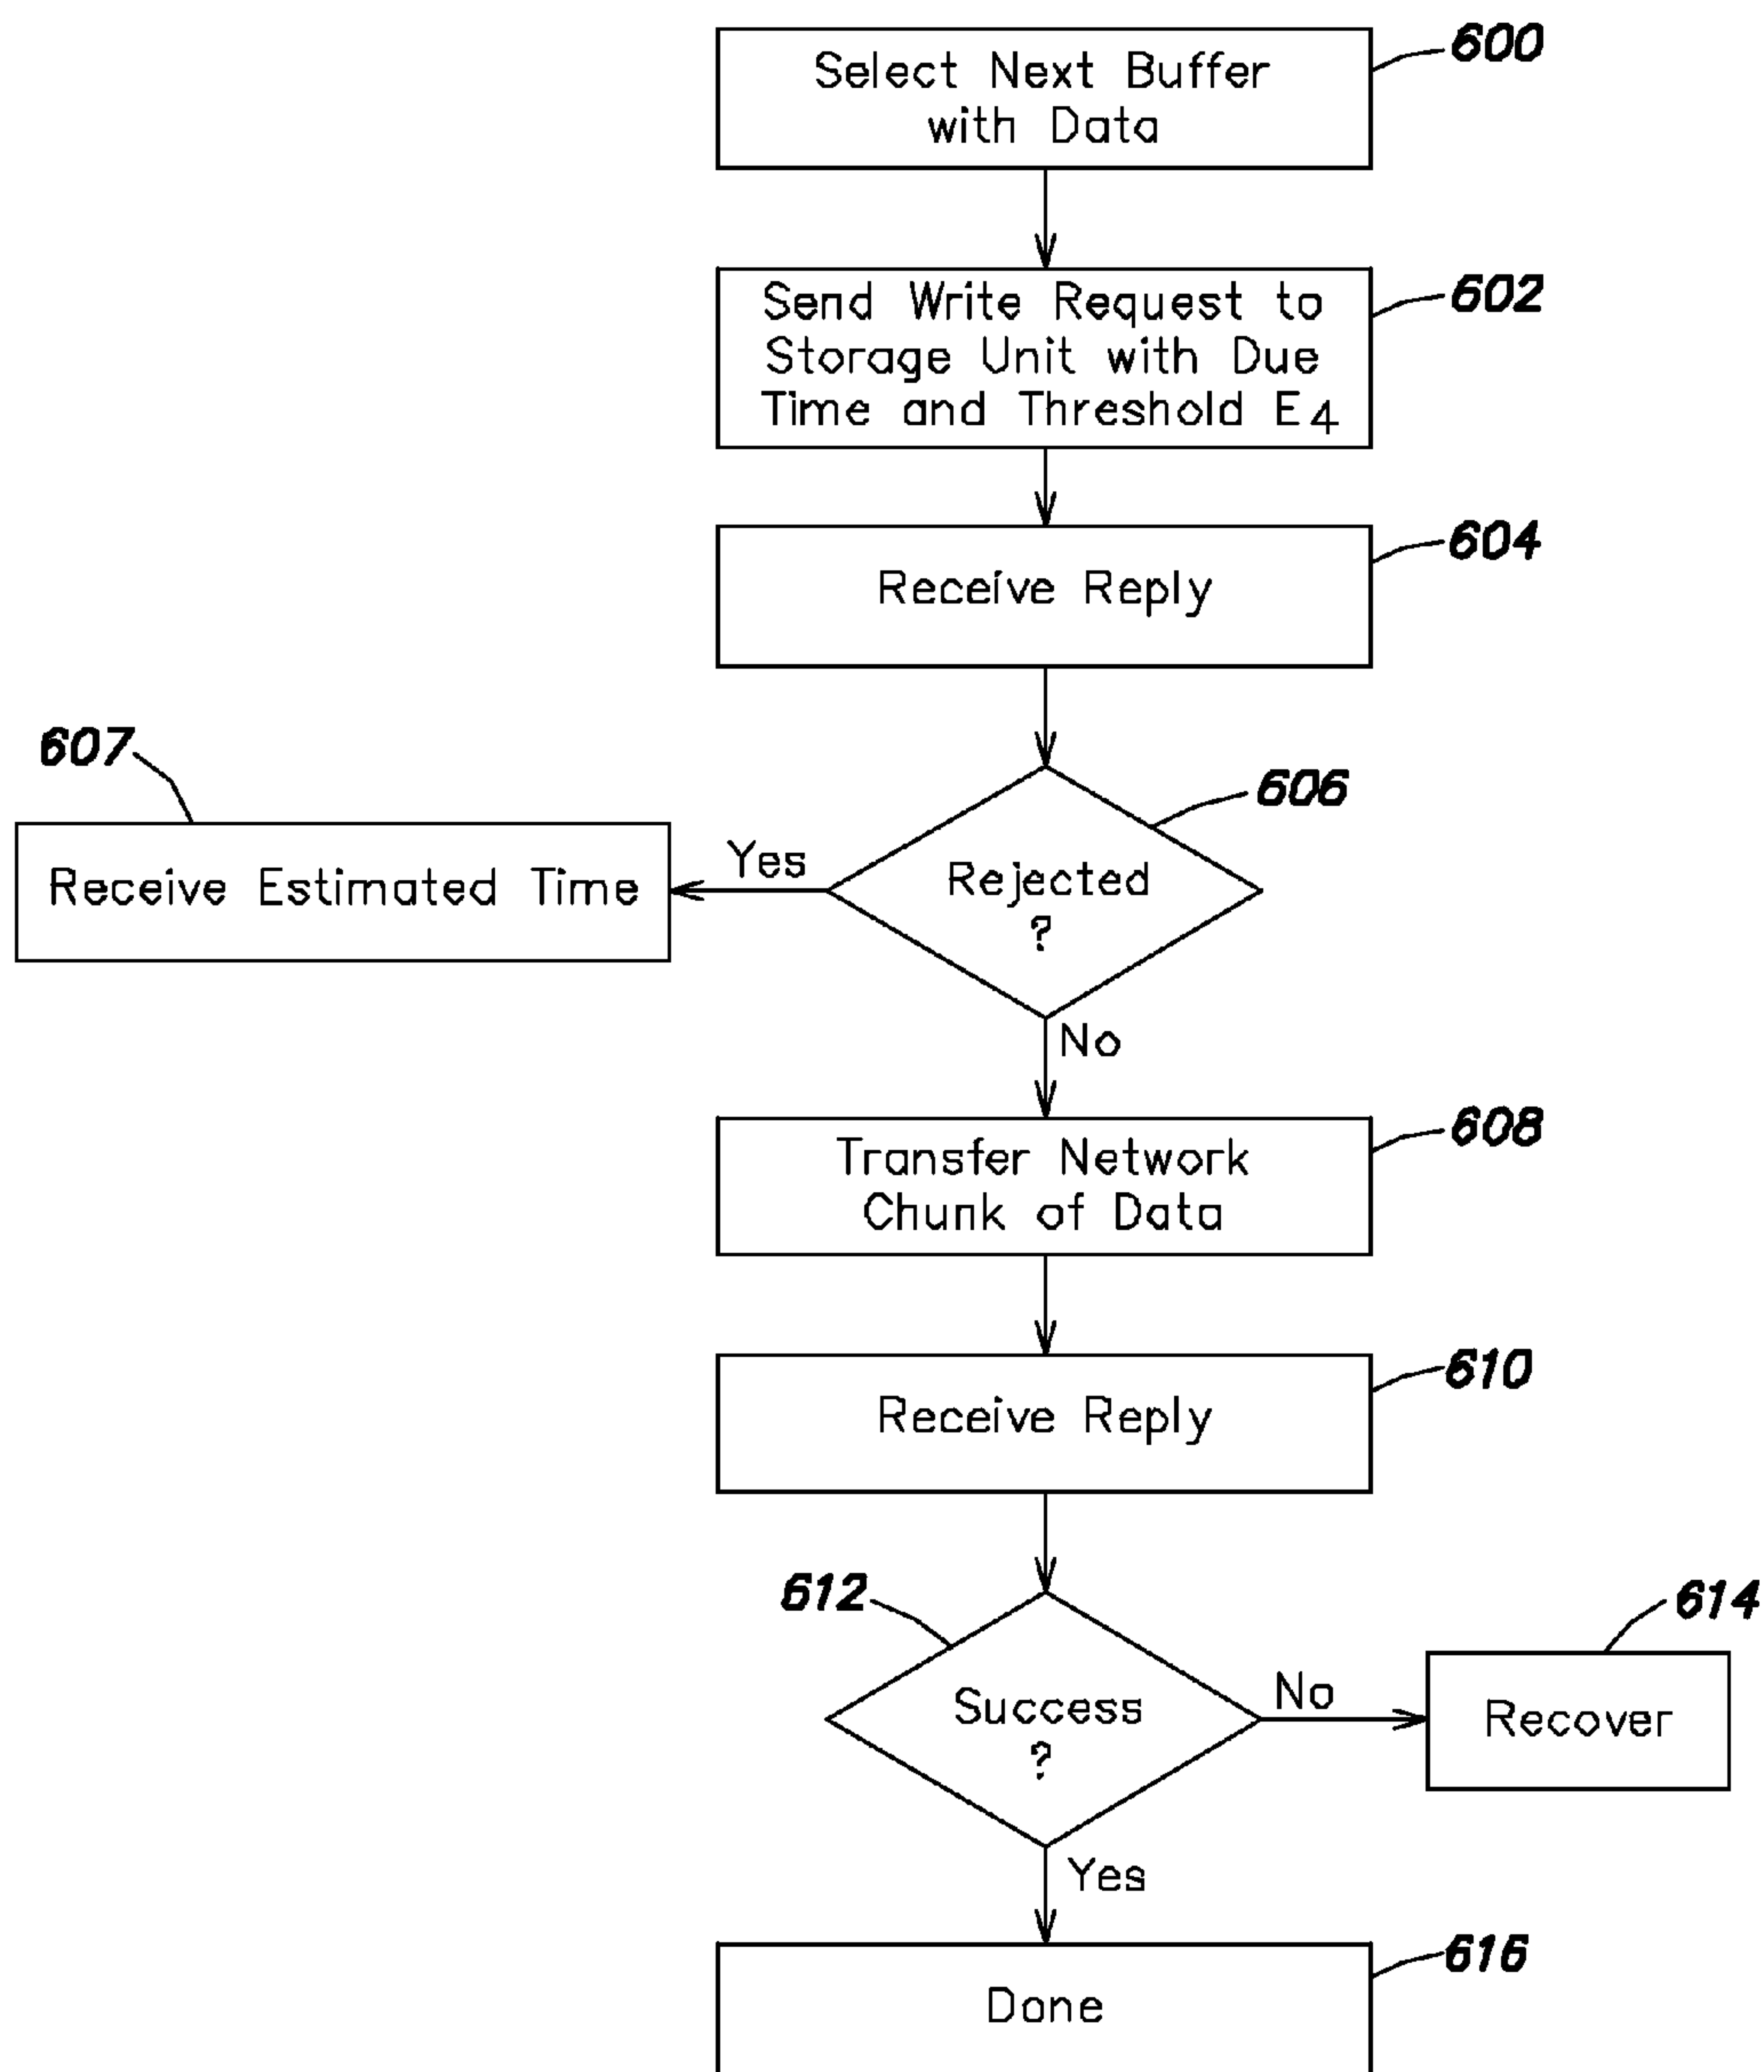 600
Select Next Buffer
with Data
602
Send Write Request to
Storage Unit with Due
Time and Threshold E4
604
Receive Reply
607
606
Receive Estimated Time
Yes
Rejected
?
No
608
Transfer Network
Chunk of Data
610
Receive Reply
612
614
Success
?
No
Recover
Yes
616
Done